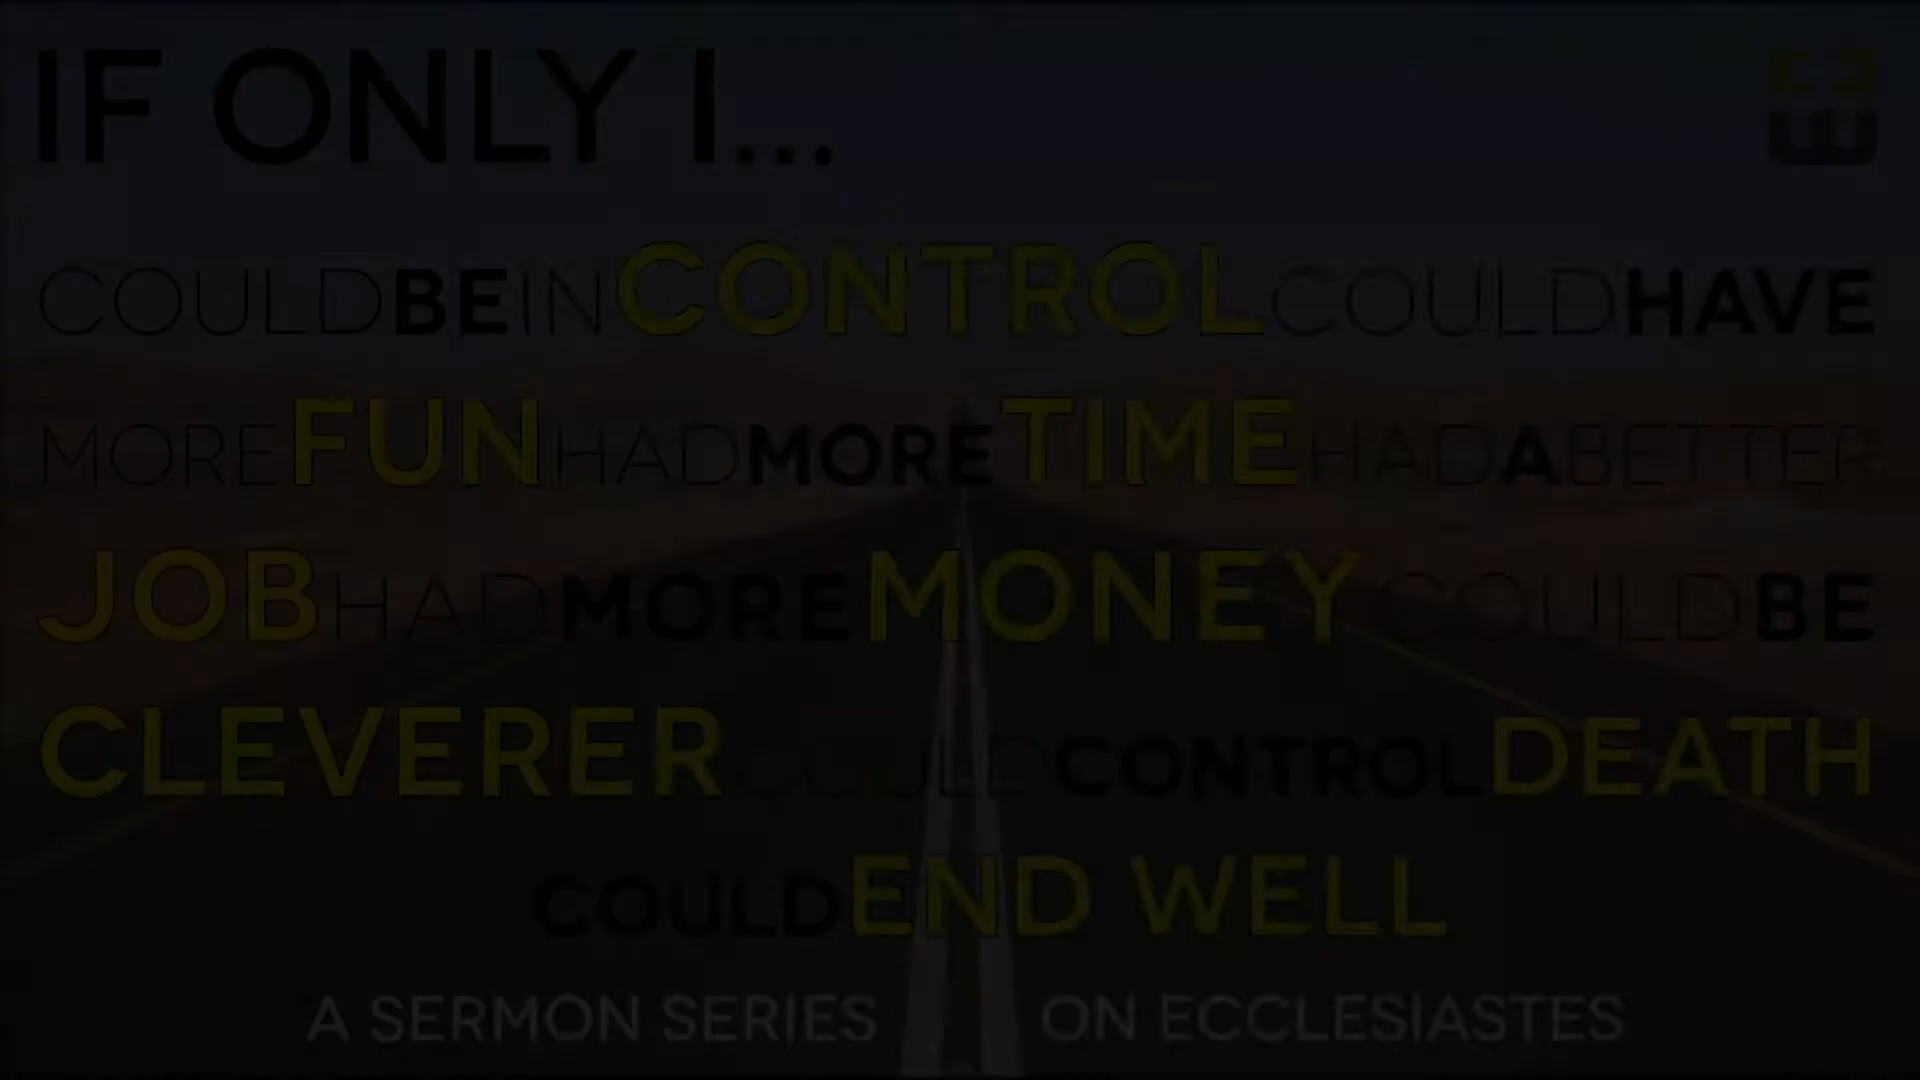 IF ONLY I...
COULDBEINCONTROLCOULDHAVE
MOREFUNHADMORETIMEHADABETTER
JOBHADMOREMONEYCOULDBE
CLEVERERCOULDCONTROLDEATH
COULDEND WELL
A SERMON SERIES ON ECCLESIASTES